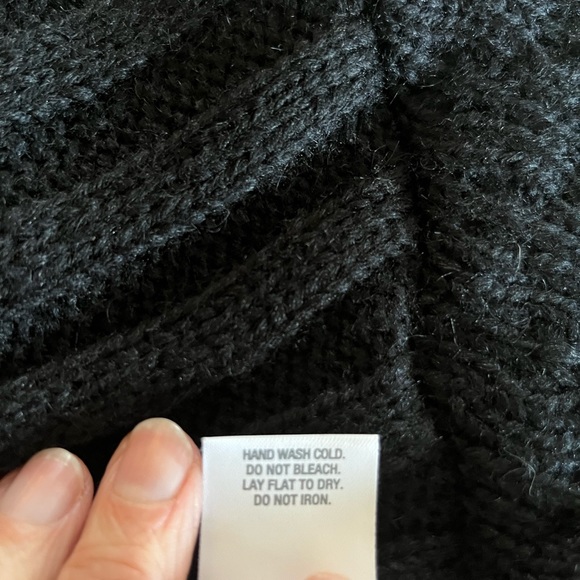 HAND WASH COLD.
DO NOT BLEACH.
LAY FLAT TO DRY.
DO NOT IRON.